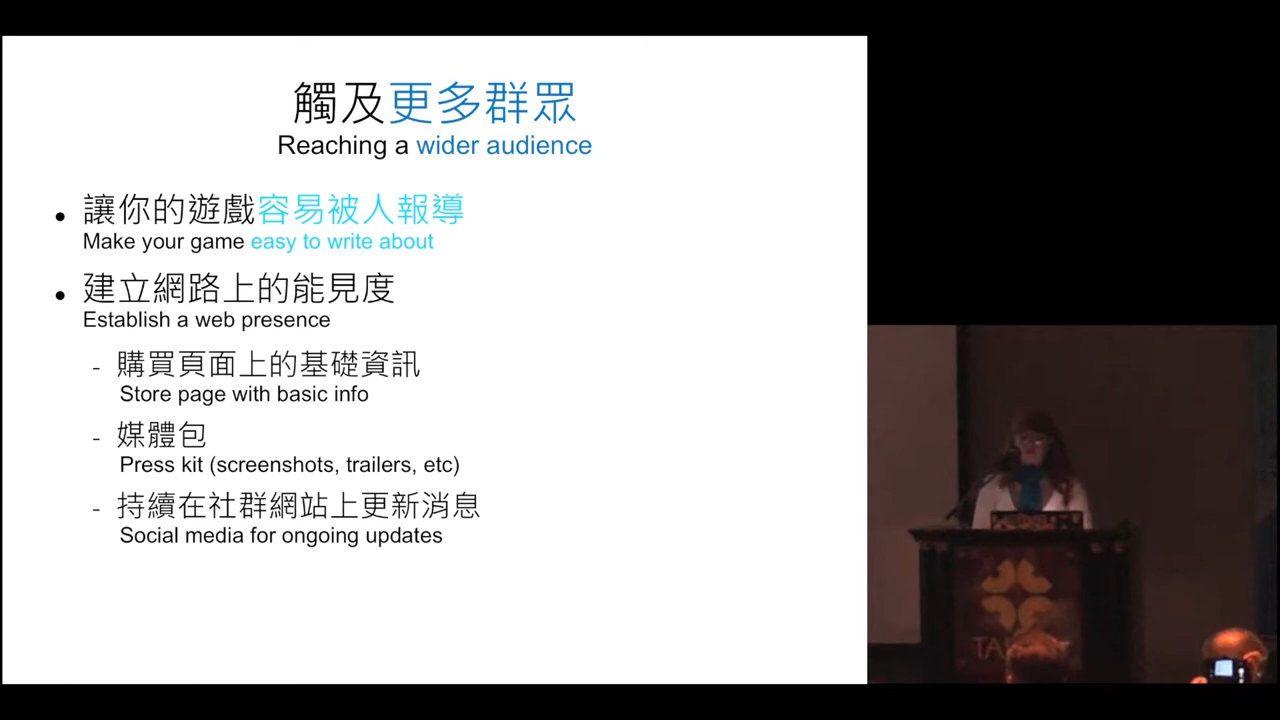 觸及更多群眾
Reaching a wider audience
• 讓你的遊戲容易被人報導
Make your game easy to write about
• 建立網路上的能見度
Establish a web presence
- 購買頁面上的基礎資訊
Store page with basic info
- 媒體包
Press kit (screenshots, trailers, etc)
- 持續在社群網站上更新消息
Social media for ongoing updates